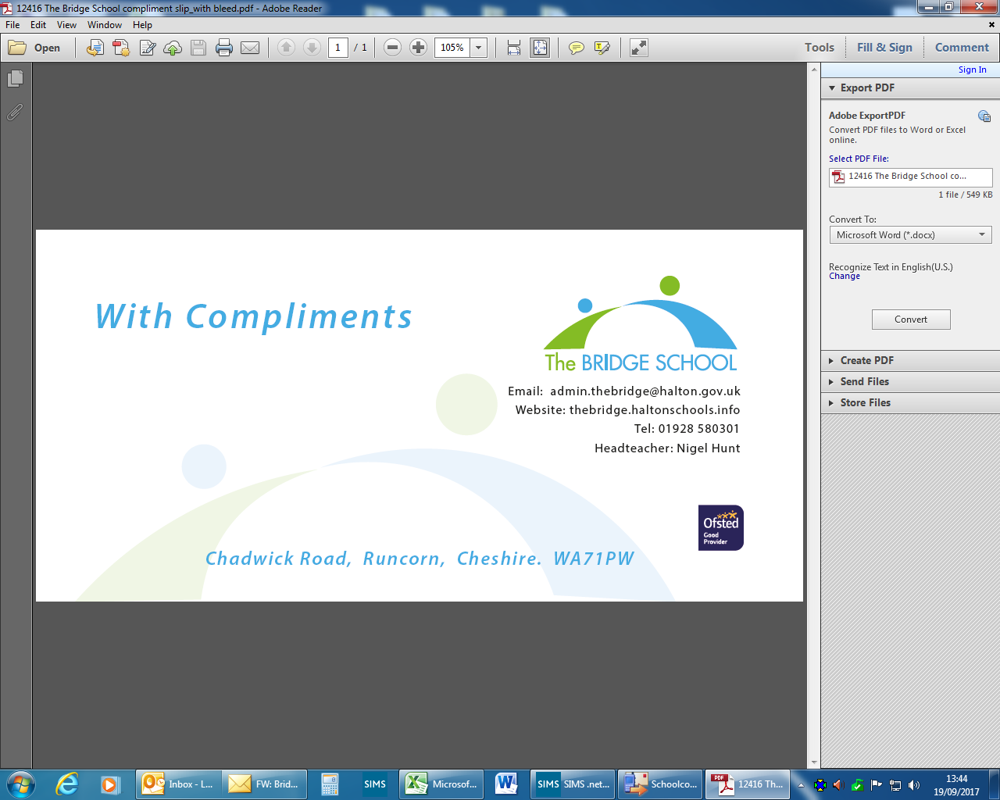 12416 The Bridge School compliment slip_with bleed.pdf - Adobe Reader
File Edit View Window Help
Open 1 / 1 105% Tools Fill & Sign Comment
Sign In
Export PDF
Adobe ExportPDF
Convert PDF files to Word or Excel
online.
Select PDF File:
12416 The Bridge School co...
1 file / 549 KB
Convert To:
Microsoft Word (*.docx)
Recognize Text in English(U.S.)
Change
Convert
Create PDF
Send Files
Store Files
With Compliments
The BRIDGE SCHOOL
Email: admin.thebridge@halton.gov.uk
Website: thebridge.haltonschools.info
Tel: 01928 580301
Headteacher: Nigel Hunt
Ofsted
Good
Provider
Chadwick Road, Runcorn, Cheshire. WA71PW
Inbox - L... FW: Brid... SIMS Microsof... W SIMS SIMS .net... Schoolco... PDF 12416 Th... 13:44
19/09/2017